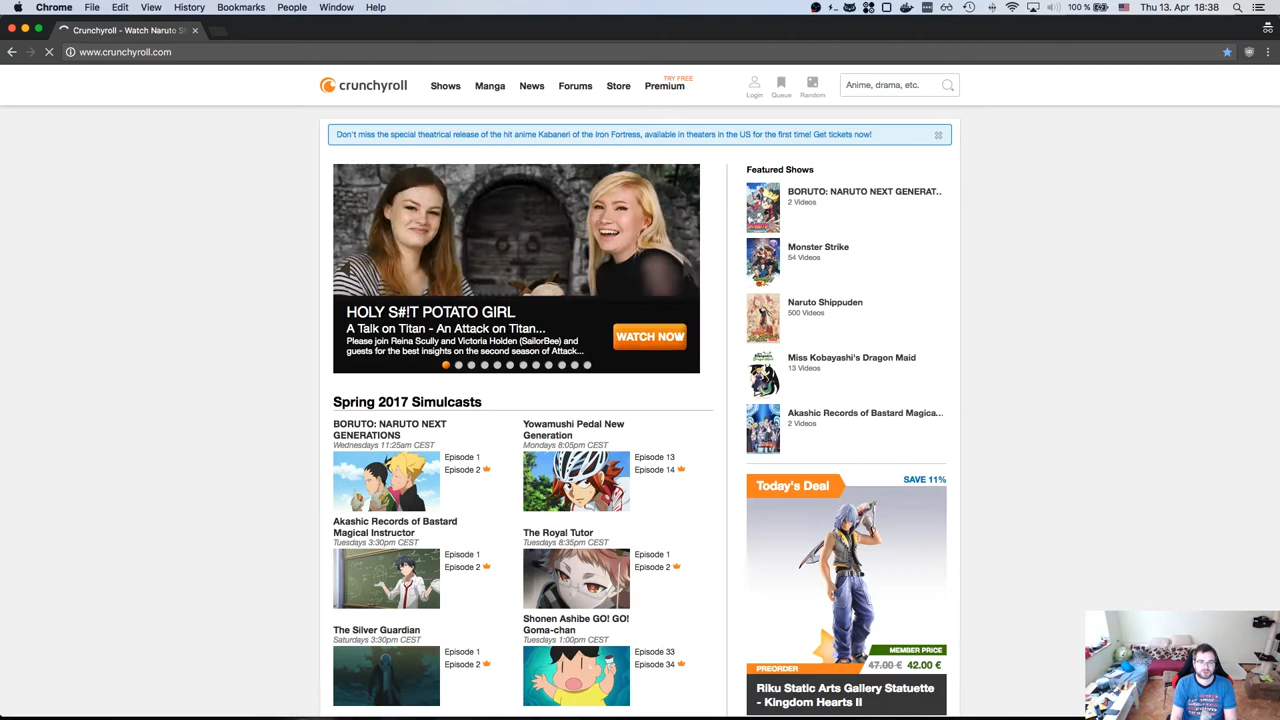 Chrome File Edit View History Bookmarks People Window Help
100 % Thu 13. Apr 18:38
Crunchyroll - Watch Naruto Sh
www.crunchyroll.com
crunchyroll Shows Manga News Forums Store Premium
TRY FREE
Login Queue Random
Anime, drama, etc.
Don't miss the special theatrical release of the hit anime Kabaneri of the Iron Fortress, available in theaters in the US for the first time! Get tickets now!
HOLY S#!T POTATO GIRL
A Talk on Titan - An Attack on Titan...
Please join Reina Scully and Victoria Holden (SailorBee) and
guests for the best insights on the second season of Attack...
WATCH NOW
Spring 2017 Simulcasts
BORUTO: NARUTO NEXT
GENERATIONS
Wednesdays 11:25am CEST
Episode 1
Episode 2
Yowamushi Pedal New
Generation
Mondays 8:05pm CEST
Episode 13
Episode 14
Akashic Records of Bastard
Magical Instructor
Tuesdays 3:30pm CEST
Episode 1
Episode 2
The Royal Tutor
Tuesdays 8:35pm CEST
Episode 1
Episode 2
The Silver Guardian
Saturdays 3:30pm CEST
Episode 1
Episode 2
Shonen Ashibe GO! GO!
Goma-chan
Tuesdays 1:00pm CEST
Episode 33
Episode 34
Featured Shows
BORUTO: NARUTO NEXT GENERAT..
2 Videos
Monster Strike
54 Videos
Naruto Shippuden
500 Videos
Miss Kobayashi's Dragon Maid
13 Videos
Akashic Records of Bastard Magica...
2 Videos
Today's Deal
SAVE 11%
MEMBER PRICE
PREORDER
47.00 € 42.00 €
Riku Static Arts Gallery Statuette
- Kingdom Hearts II